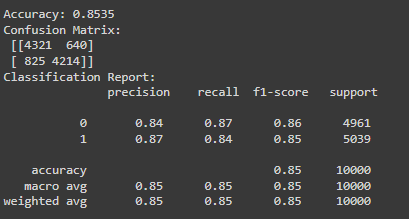 Accuracy: 0.8535
Confusion Matrix:
[[4321 640]
[ 825 4214]]
Classification Report:
precision recall f1-score support
0 0.84 0.87 0.86 4961
1 0.87 0.84 0.85 5039
accuracy 0.85 10000
macro avg 0.85 0.85 0.85 10000
weighted avg 0.85 0.85 0.85 10000